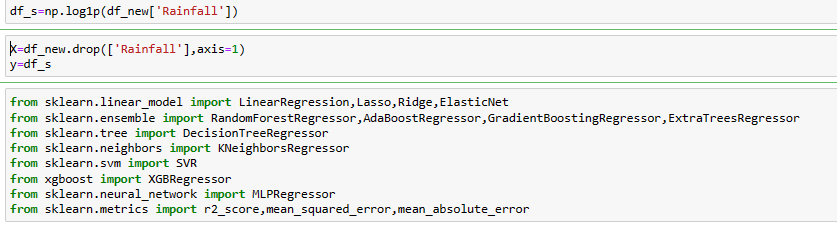 df_s=np.log1p(df_new['Rainfall'])
X=df_new.drop(['Rainfall'],axis=1)
y=df_s
from sklearn.linear_model import LinearRegression,Lasso,Ridge,ElasticNet
from sklearn.ensemble import RandomForestRegressor,AdaBoostRegressor,GradientBoostingRegressor,ExtraTreesRegressor
from sklearn.tree import DecisionTreeRegressor
from sklearn.neighbors import KNeighborsRegressor
from sklearn.svm import SVR
from xgboost import XGBRegressor
from sklearn.neural_network import MLPRegressor
from sklearn.metrics import r2_score,mean_squared_error,mean_absolute_error